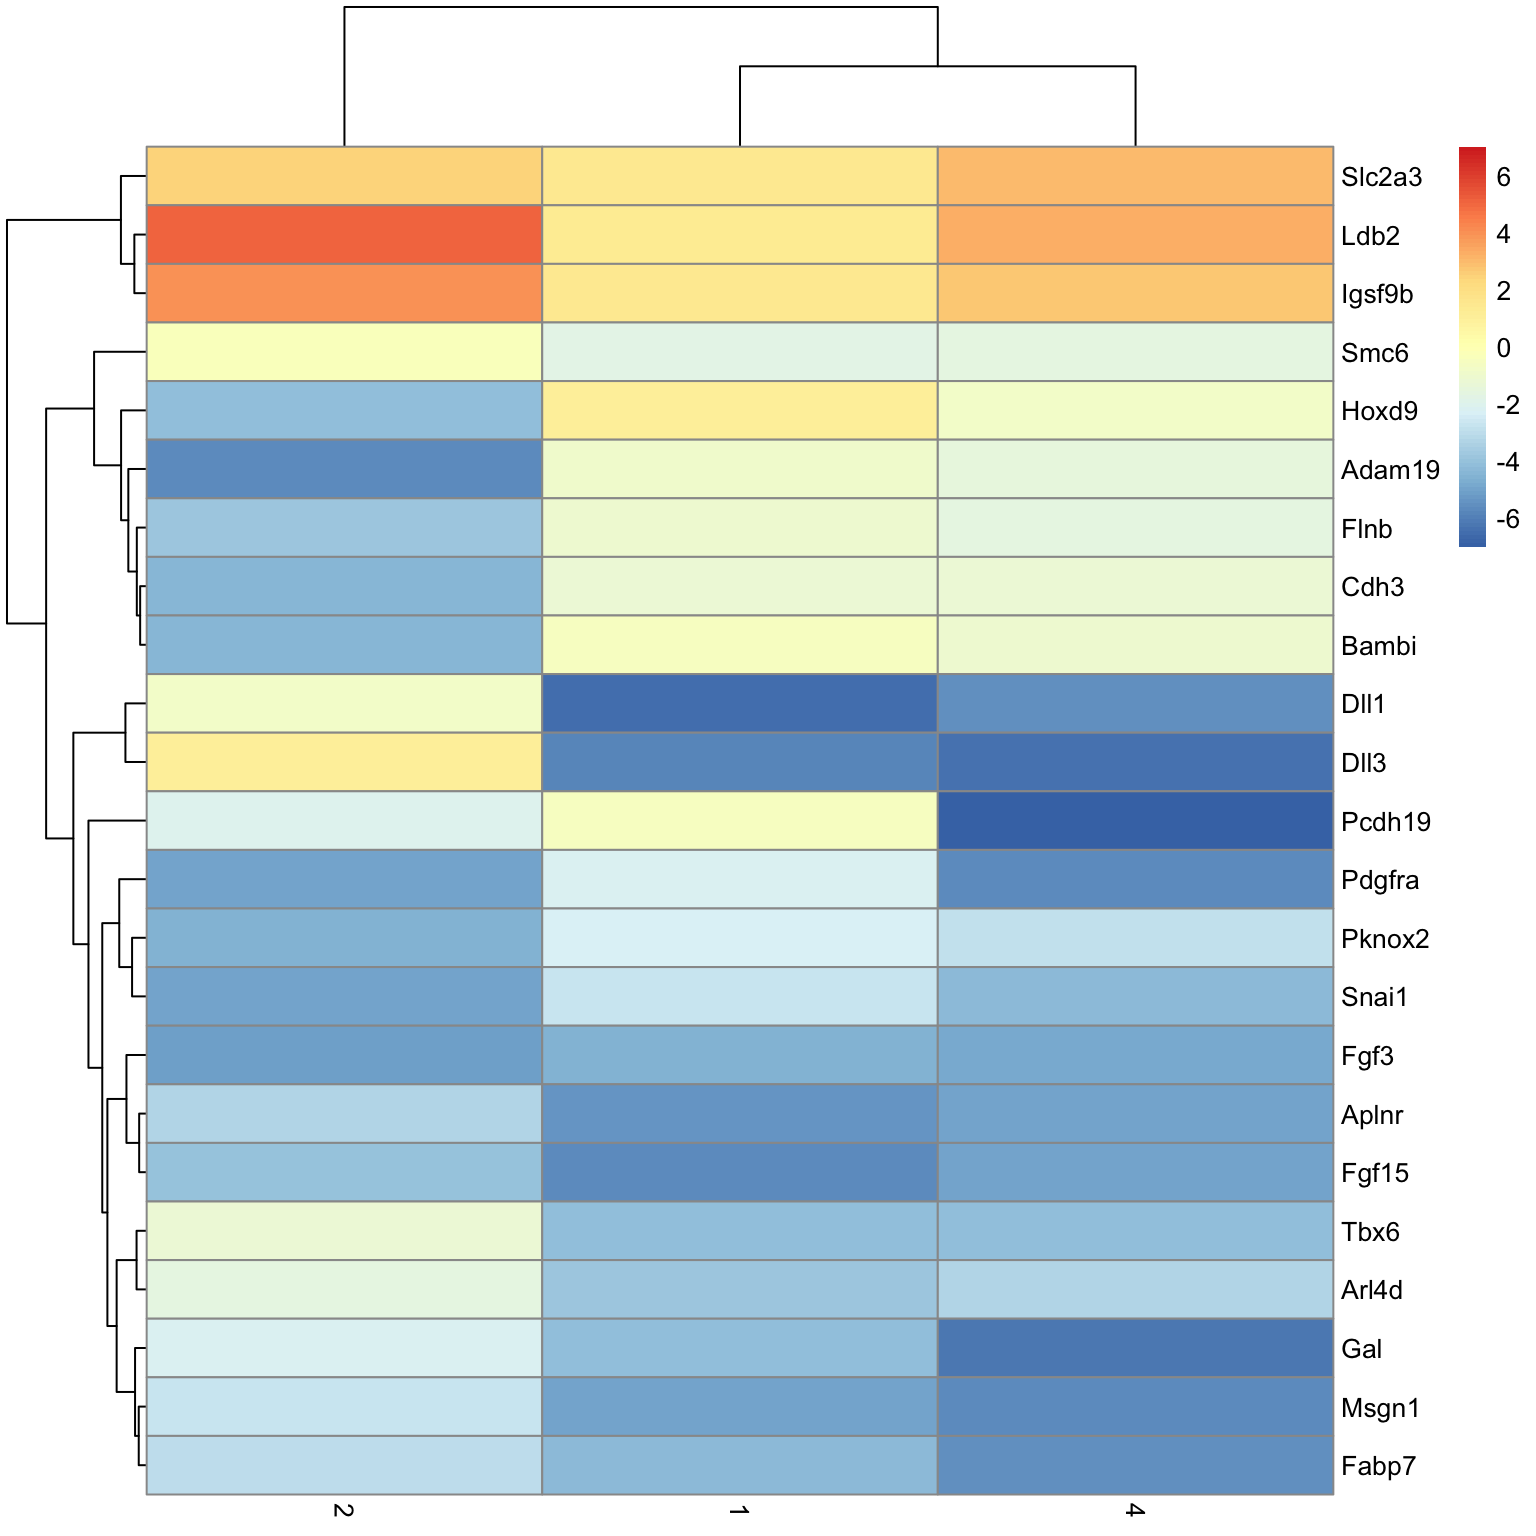 Slc2a3
Ldb2
Igsf9b
Smc6
Hoxd9
Adam19
Flnb
Cdh3
Bambi
Dll1
Dll3
Pcdh19
Pdgfra
Pknox2
Snai1
Fgf3
Aplnr
Fgf15
Tbx6
Arl4d
Gal
Msgn1
Fabp7
6
4
2
0
-2
-4
-6
2
1
4